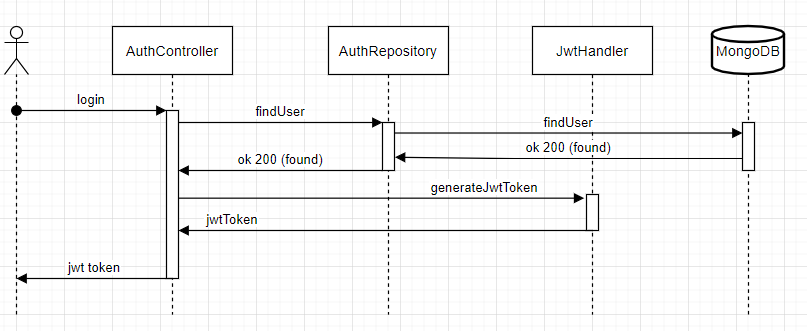 AuthController
AuthRepository
JwtHandler
MongoDB
login
findUser
findUser
ok 200 (found)
ok 200 (found)
generateJwtToken
jwtToken
jwt token